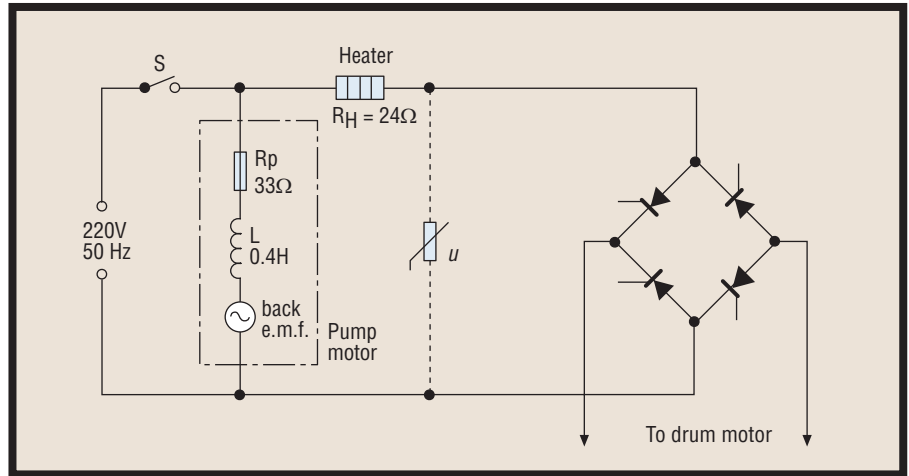 S
Heater
R_H = 24Ω
Rp
33Ω
220V
50 Hz
L
0.4H
u
back
e.m.f.
Pump
motor
To drum motor